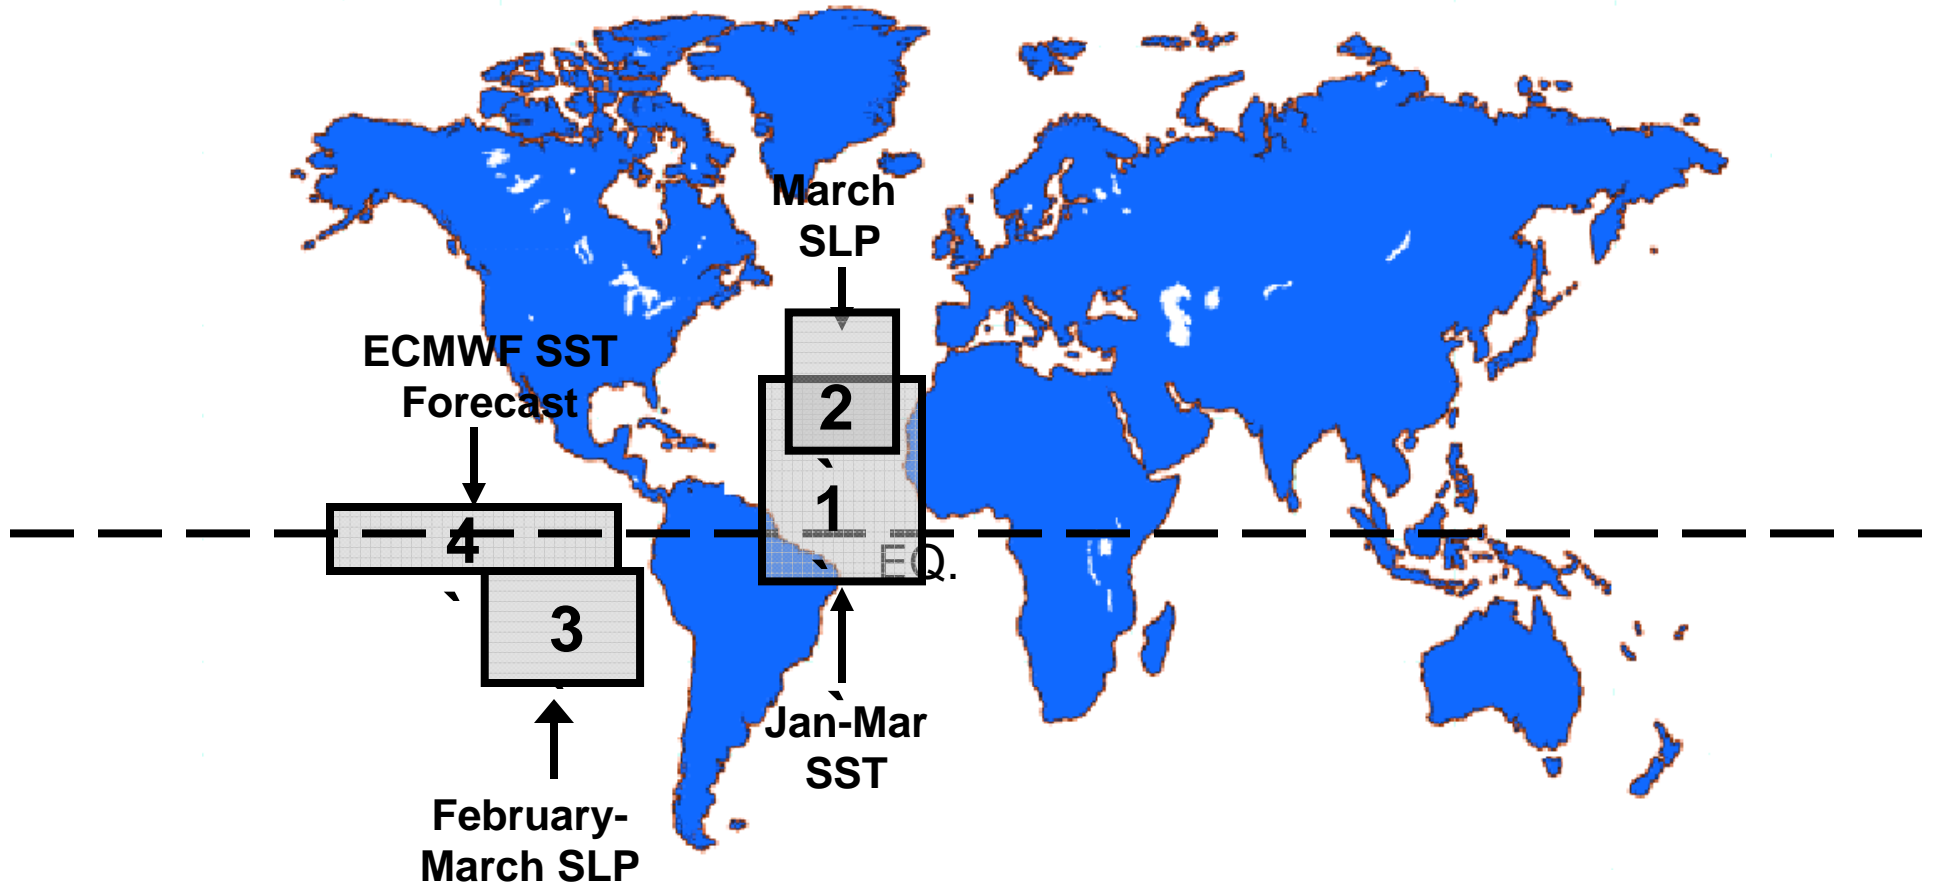 March
SLP
ECMWF SST
Forecast
2
1
4
EQ.
3
Jan-Mar
SST
February-
March SLP